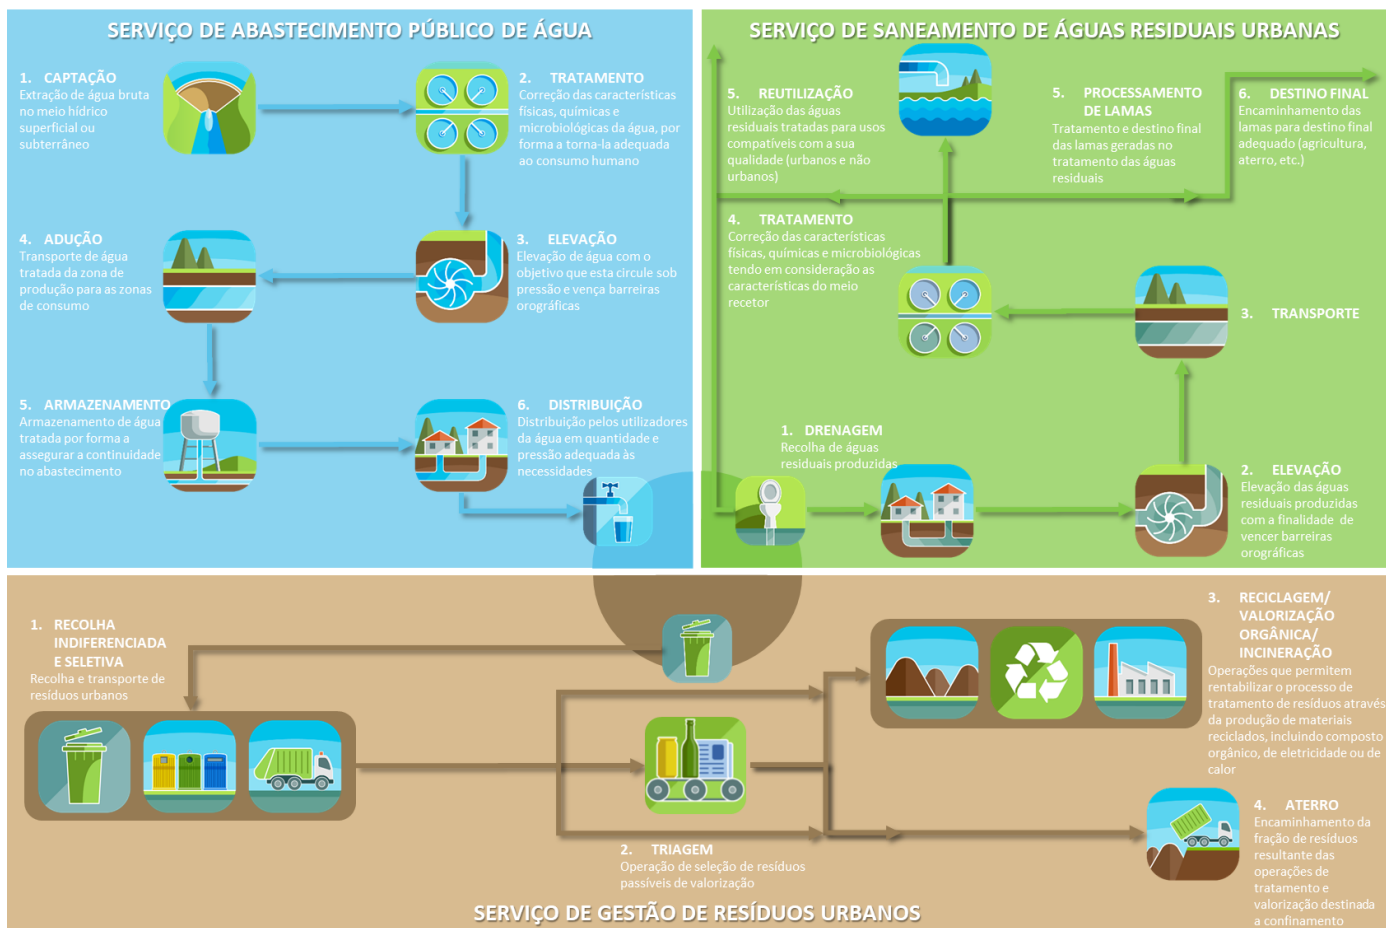 SERVIÇO DE ABASTECIMENTO PÚBLICO DE ÁGUA
1. CAPTAÇÃO
Extração de água bruta
no meio hídrico
superficial ou
subterrâneo
2. TRATAMENTO
Correção das características
físicas, químicas e
microbiológicas da água, por
forma a torna-la adequada
ao consumo humano
4. ADUÇÃO
Transporte de água
tratada da zona de
produção para as zonas
de consumo
3. ELEVAÇÃO
Elevação de água com o
objetivo que esta circule sob
pressão e vença barreiras
orográficas
5. ARMAZENAMENTO
Armazenamento de água
tratada por forma a
assegurar a continuidade
no abastecimento
6. DISTRIBUIÇÃO
Distribuição pelos utilizadores
da água em quantidade e
pressão adequada às
necessidades
SERVIÇO DE SANEAMENTO DE ÁGUAS RESIDUAIS URBANAS
5. REUTILIZAÇÃO
Utilização das águas
residuais tratadas para usos
compatíveis com a sua
qualidade (urbanos e não
urbanos)
5. PROCESSAMENTO
DE LAMAS
Tratamento e destino final
das lamas geradas no
tratamento das águas
residuais
6. DESTINO FINAL
Encaminhamento das
lamas para destino final
adequado (agricultura,
aterro, etc.)
4. TRATAMENTO
Correção das características
físicas, químicas e microbiológicas
tendo em consideração as
características do meio
recetor
3. TRANSPORTE
1. DRENAGEM
Recolha de águas
residuais produzidas
2. ELEVAÇÃO
Elevação das águas
residuais produzidas
com a finalidade de
vencer barreiras
orográficas
1. RECOLHA
INDIFERENCIADA
E SELETIVA
Recolha e transporte de
resíduos urbanos
2. TRIAGEM
Operação de seleção de resíduos
passíveis de valorização
3. RECICLAGEM/
VALORIZAÇÃO
ORGÂNICA/
INCINERAÇÃO
Operações que permitem
rentabilizar o processo de
tratamento de resíduos através
da produção de materiais
reciclados, incluindo composto
orgânico, de eletricidade ou de
calor
4. ATERRO
Encaminhamento da
fração de resíduos
resultante das
operações de
tratamento e
valorização destinada
a confinamento
SERVIÇO DE GESTÃO DE RESÍDUOS URBANOS